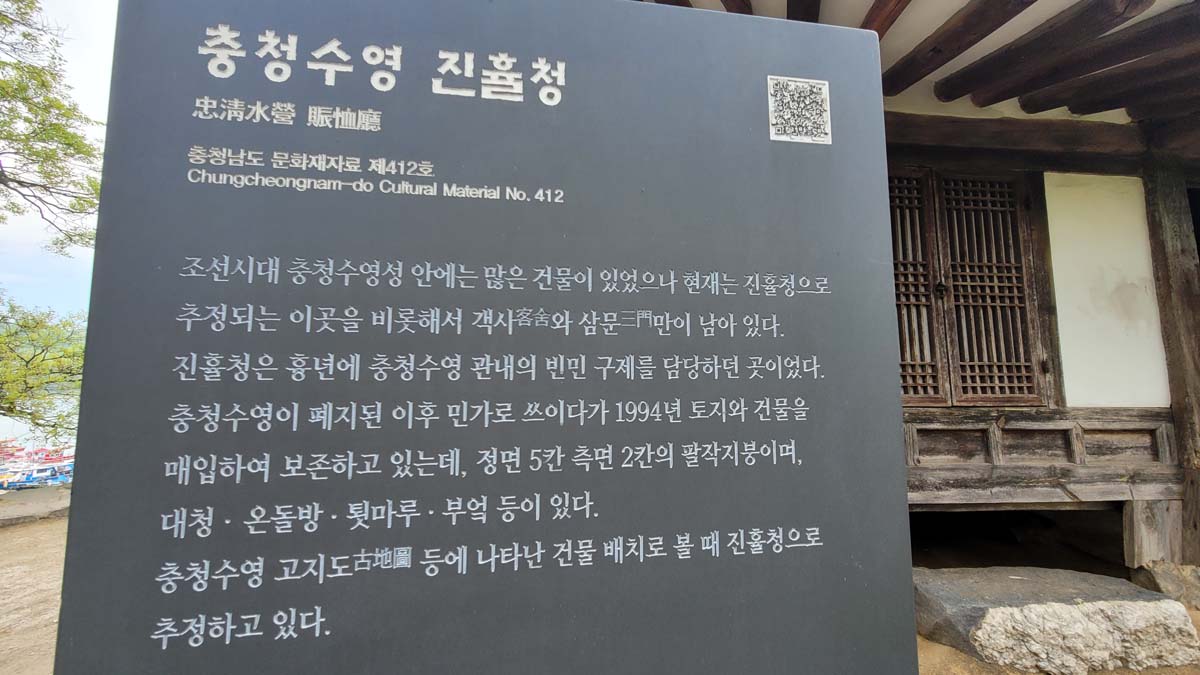 충청수영 진휼청
忠淸水營 賑恤廳
충청남도 문화재자료 제412호
Chungcheongnam-do Cultural Material No. 412
조선시대 충청수영성 안에는 많은 건물이 있었으나 현재는 진휼청으로
추정되는 이곳을 비롯해서 객사客舍와 삼문三門만이 남아 있다.
진휼청은 흉년에 충청수영 관내의 빈민 구제를 담당하던 곳이었다.
충청수영이 폐지된 이후 민가로 쓰이다가 1994년 토지와 건물을
매입하여 보존하고 있는데, 정면 5칸 측면 2칸의 팔작지붕이며,
대청 · 온돌방 · 툇마루 · 부엌 등이 있다.
충청수영 고지도古地圖 등에 나타난 건물 배치로 볼 때 진휼청으로
추정하고 있다.